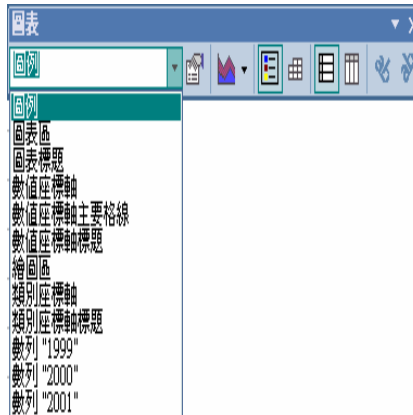 圖表
圖例
圖例
圖表區
圖表標題
數值座標軸
數值座標軸主要格線
數值座標軸標題
繪圖區
類別座標軸
類別座標軸標題
數列 "1999"
數列 "2000"
數列 "2001"